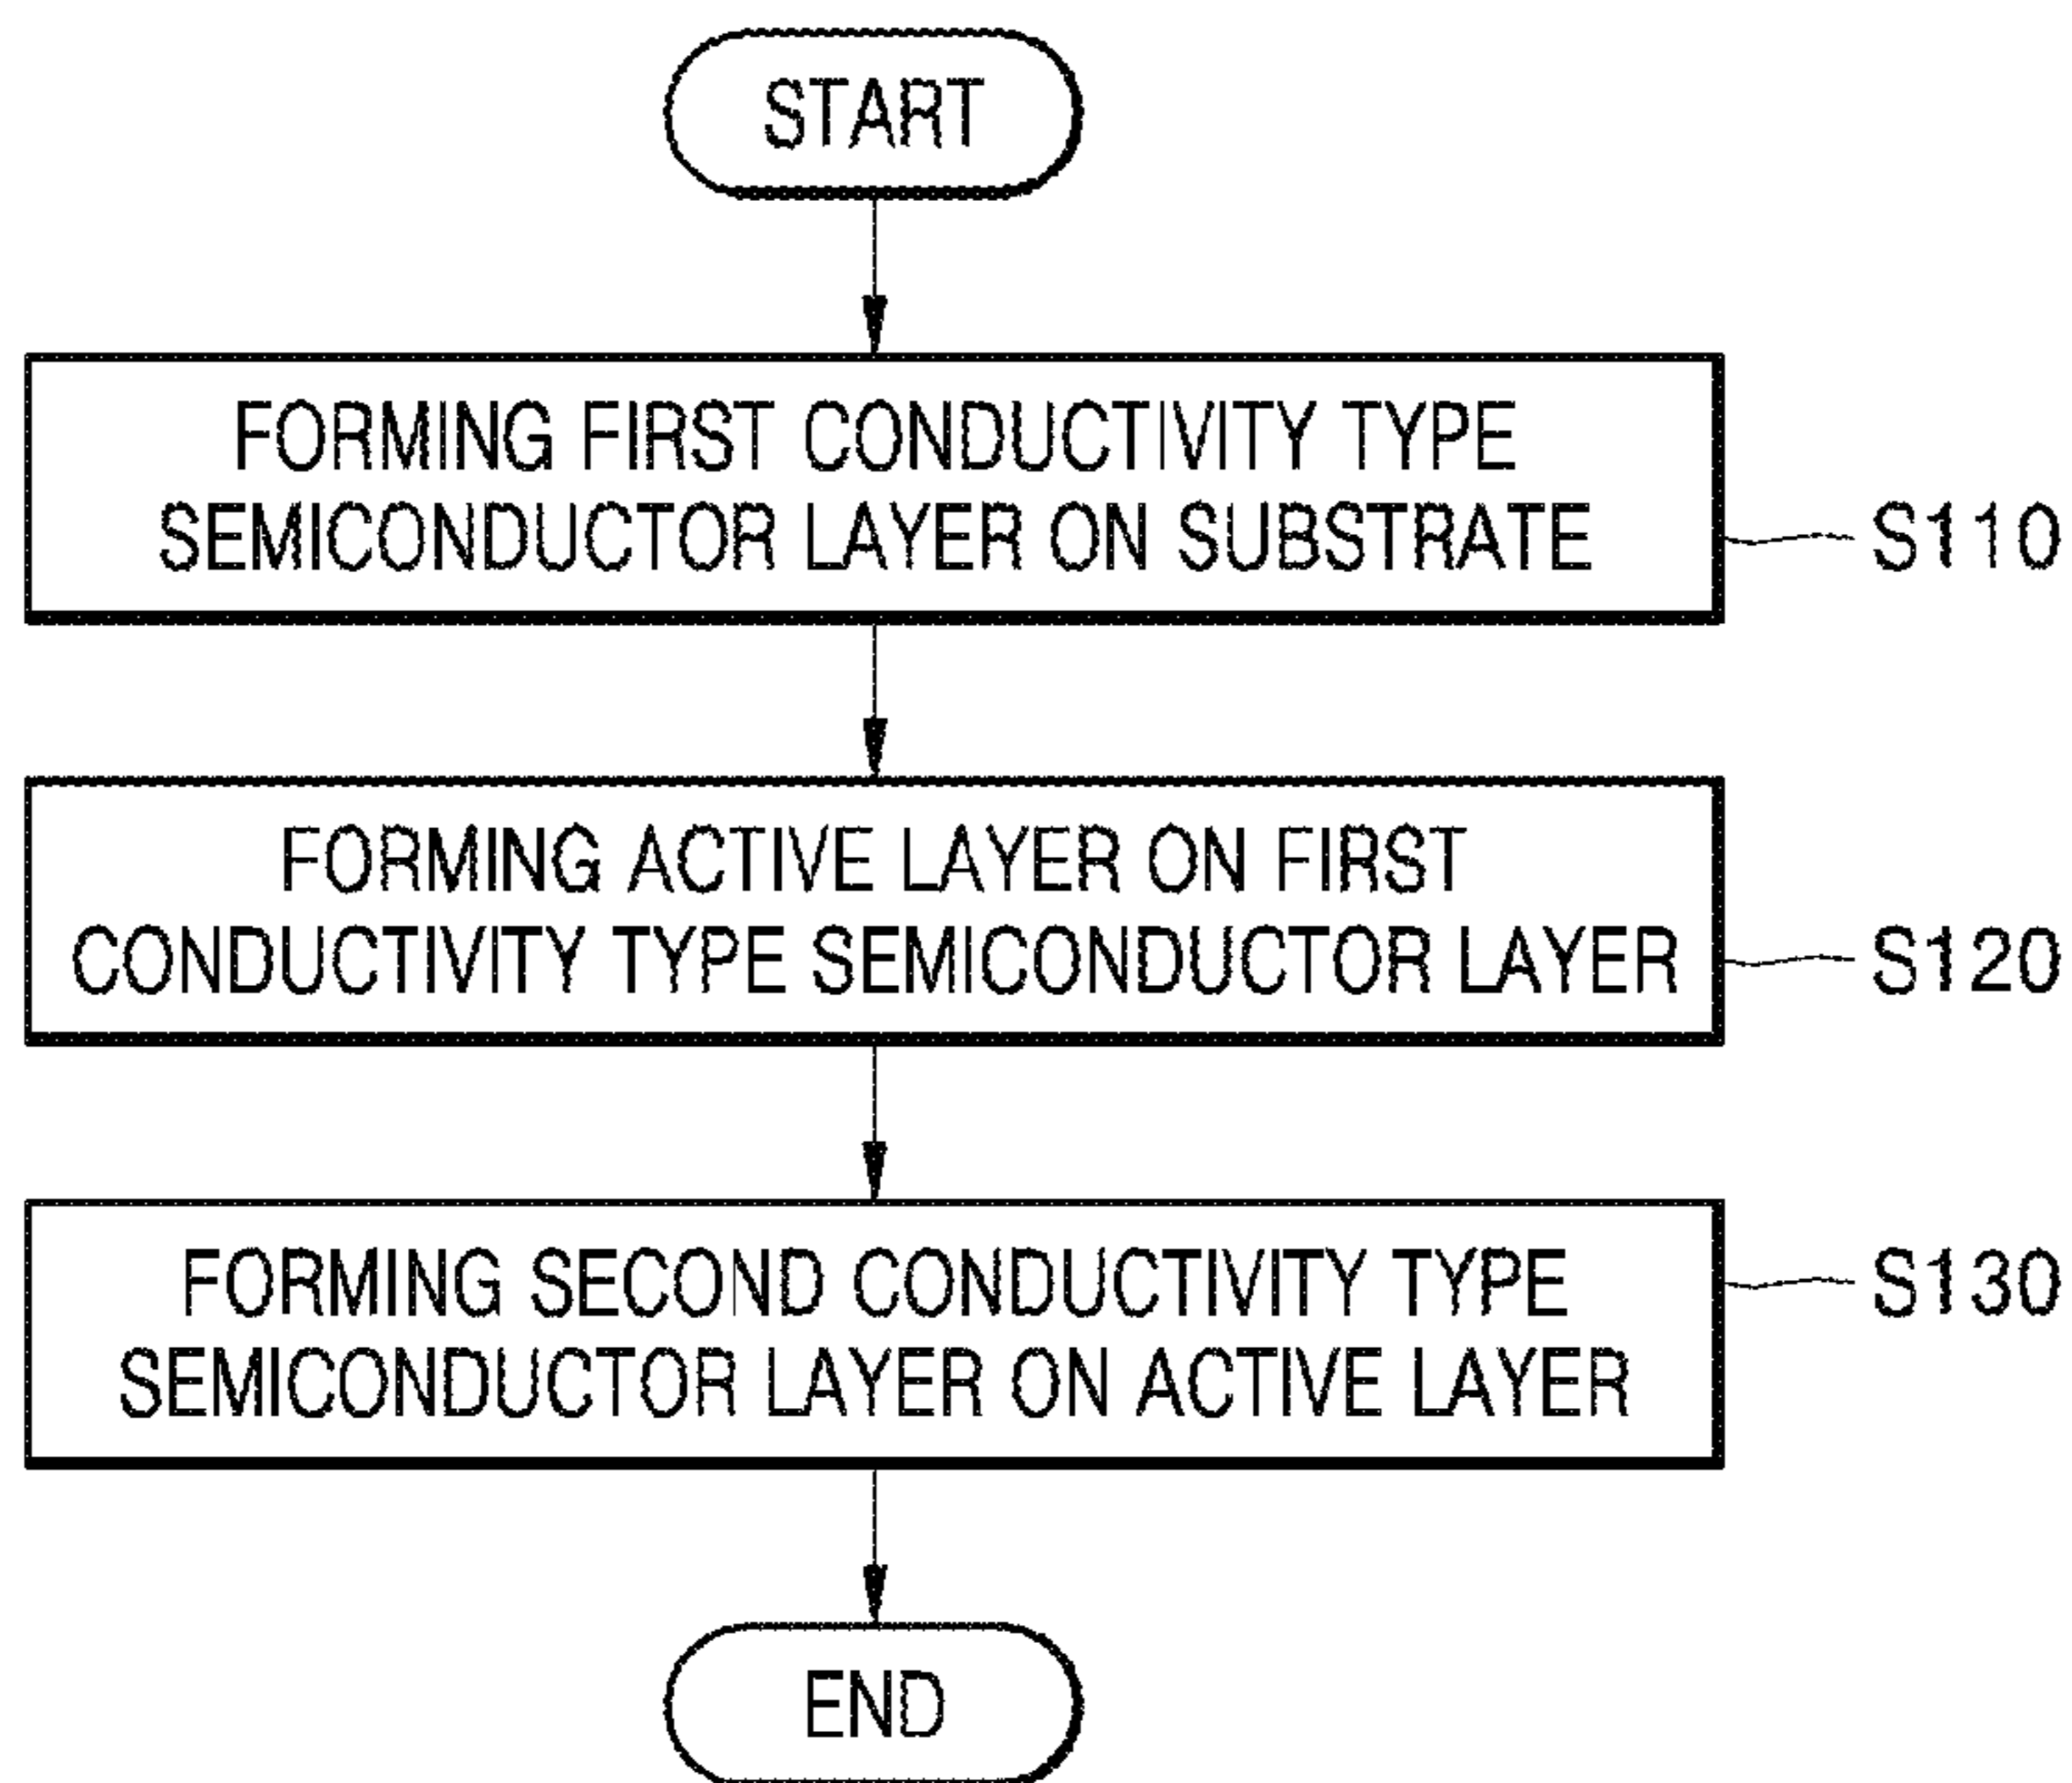 START
FORMING FIRST CONDUCTIVITY TYPE
SEMICONDUCTOR LAYER ON SUBSTRATE
S110
FORMING ACTIVE LAYER ON FIRST
CONDUCTIVITY TYPE SEMICONDUCTOR LAYER
S120
FORMING SECOND CONDUCTIVITY TYPE
SEMICONDUCTOR LAYER ON ACTIVE LAYER
S130
END